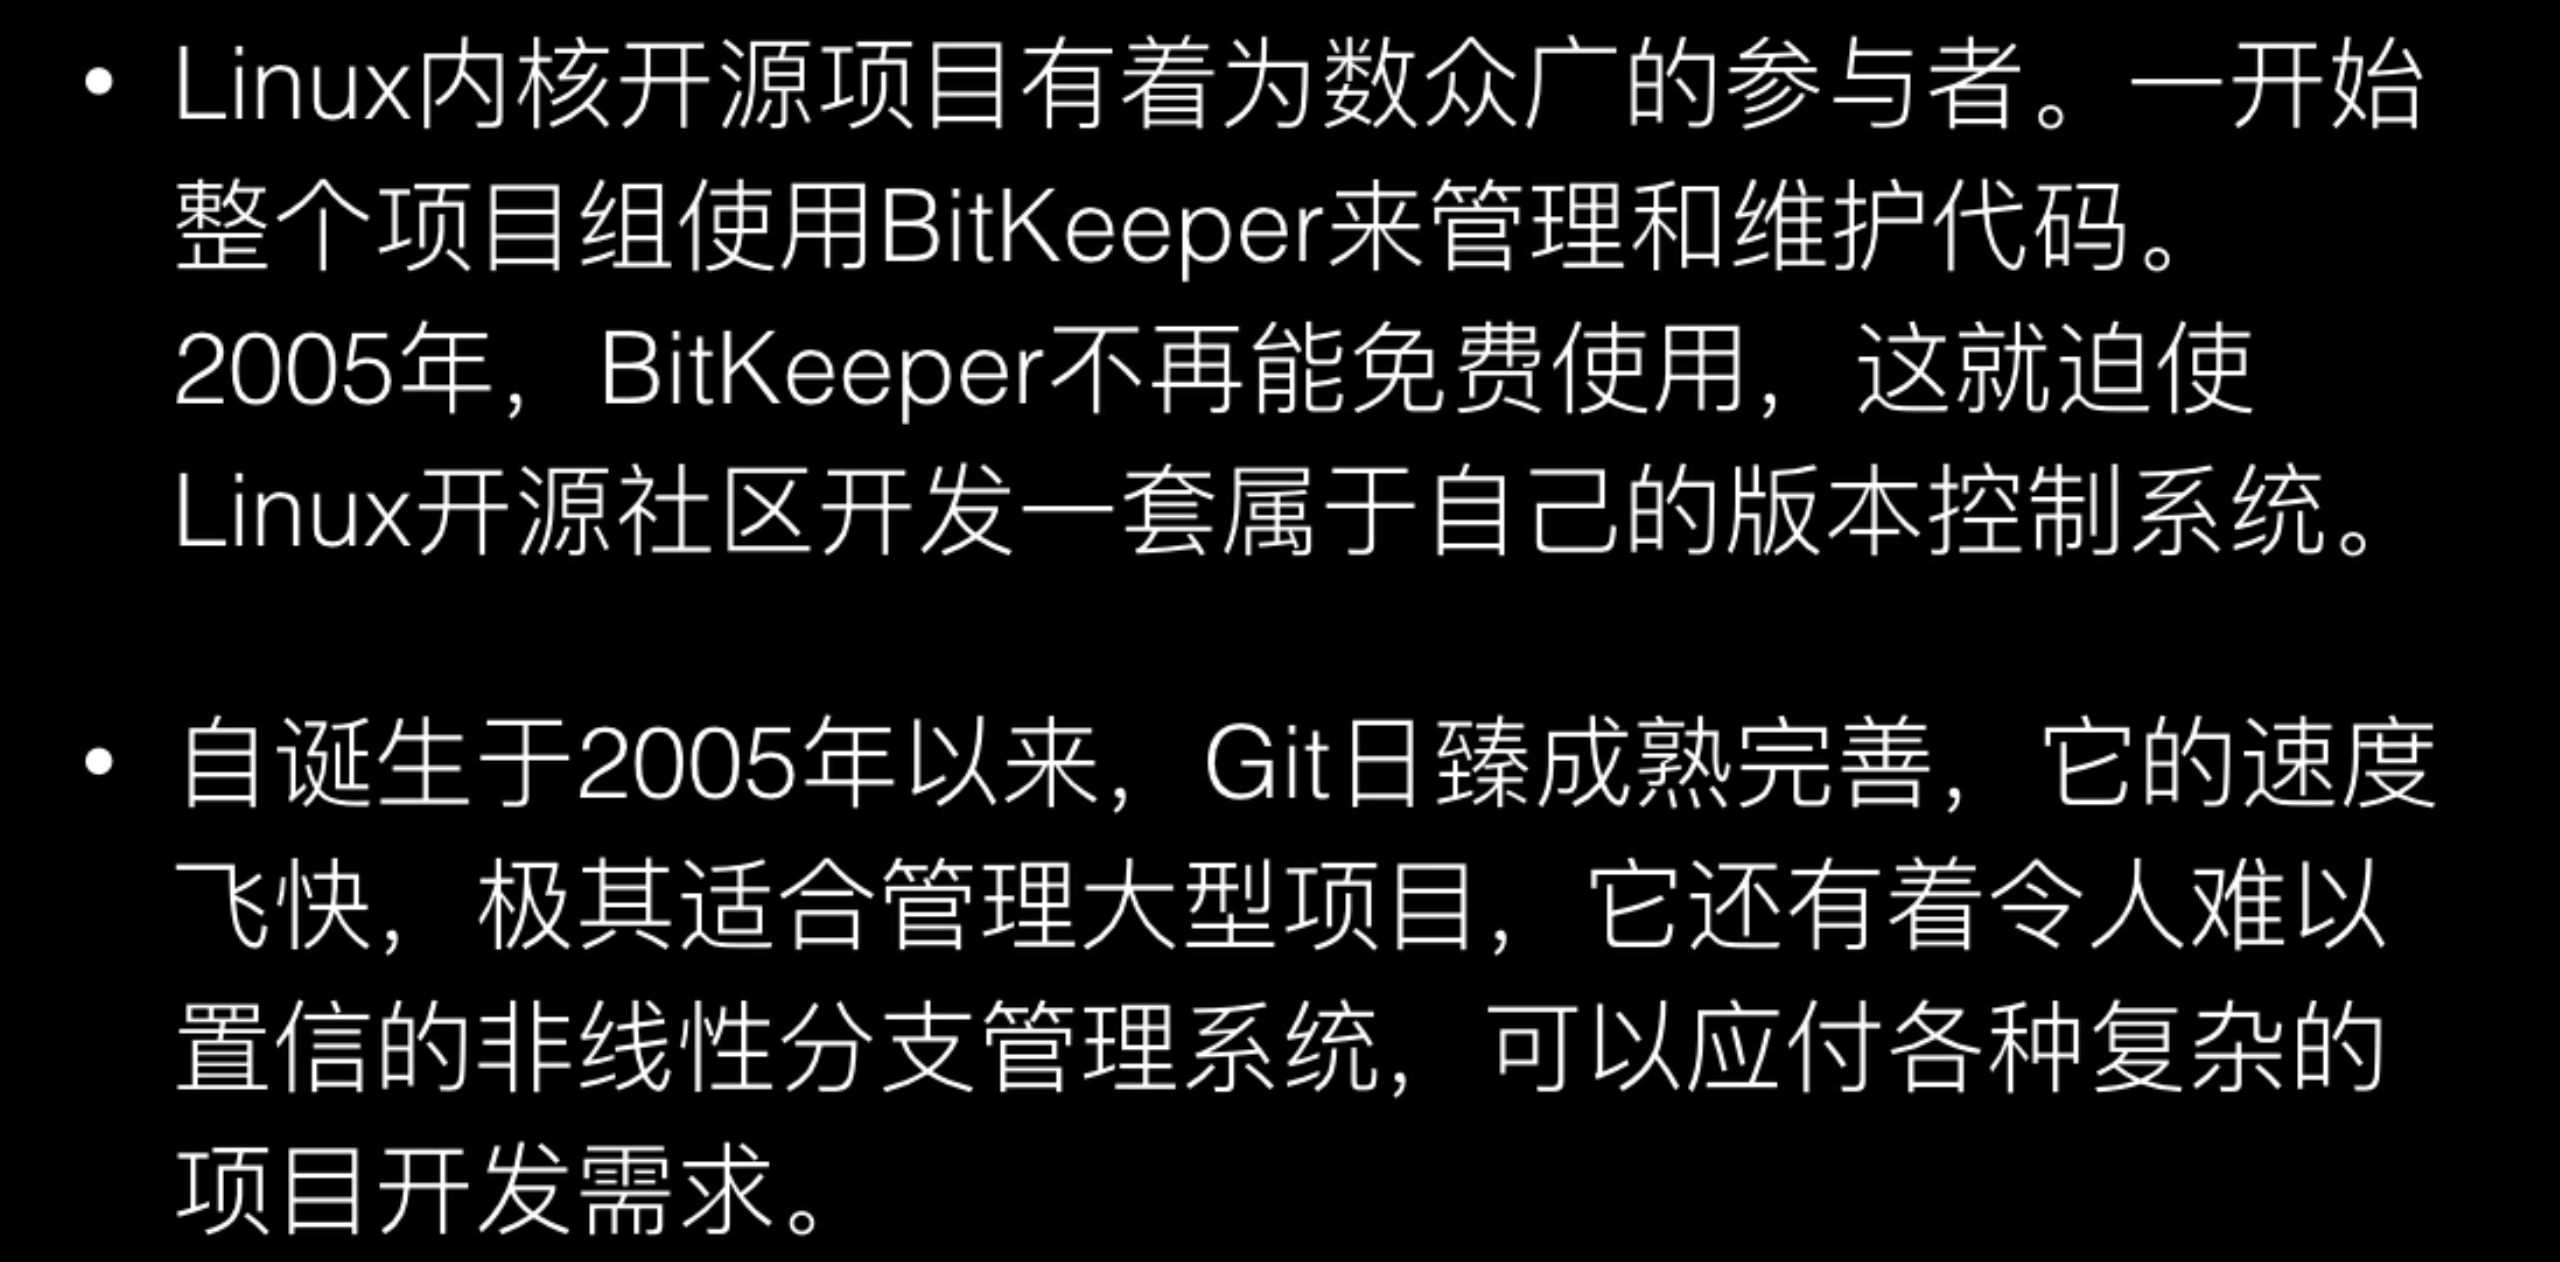 • Linux内核开源项目有着为数众广的参与者。一开始
整个项目组使用BitKeeper来管理和维护代码。
2005年，BitKeeper不再能免费使用，这就迫使
Linux开源社区开发一套属于自己的版本控制系统。
• 自诞生于2005年以来，Git日臻成熟完善，它的速度
飞快，极其适合管理大型项目，它还有着令人难以
置信的非线性分支管理系统，可以应付各种复杂的
项目开发需求。